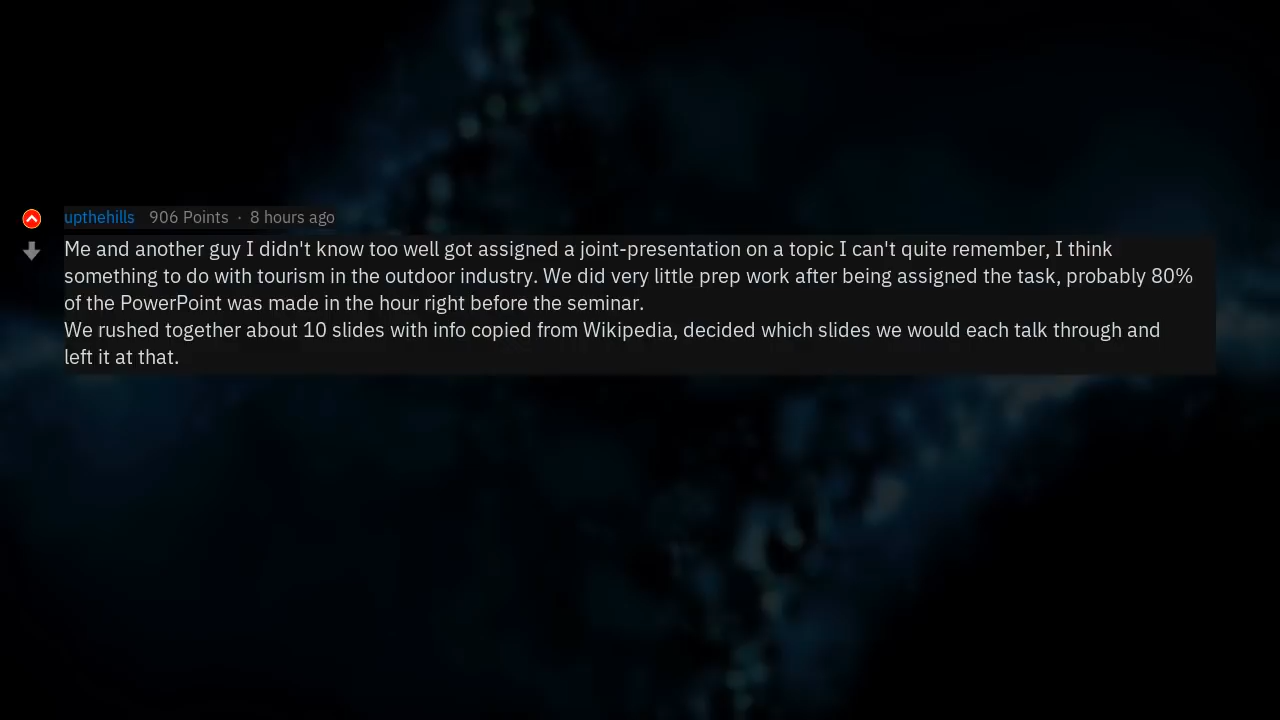 upthehills 906 Points · 8 hours ago
Me and another guy I didn't know too well got assigned a joint-presentation on a topic I can't quite remember, I think
something to do with tourism in the outdoor industry. We did very little prep work after being assigned the task, probably 80%
of the PowerPoint was made in the hour right before the seminar.
We rushed together about 10 slides with info copied from Wikipedia, decided which slides we would each talk through and
left it at that.